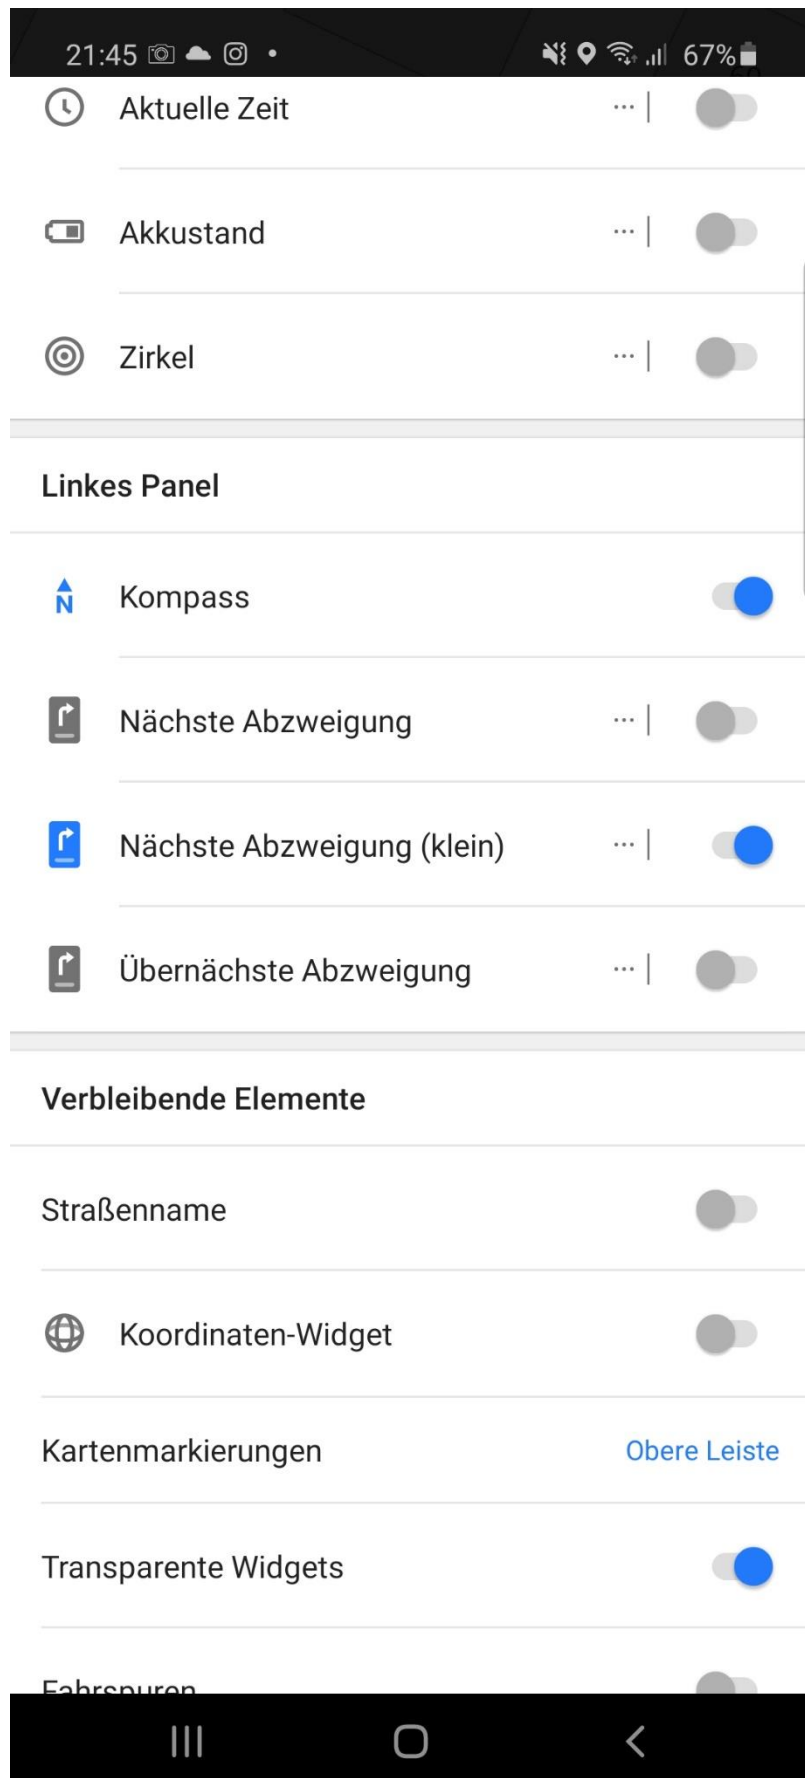 21:45 67%
Aktuelle Zeit
Akkustand
Zirkel
Linkes Panel
N Kompass
Nächste Abzweigung
Nächste Abzweigung (klein)
Übernächste Abzweigung
Verbleibende Elemente
Straßenname
Koordinaten-Widget
Kartenmarkierungen Obere Leiste
Transparente Widgets
Fahrspuren